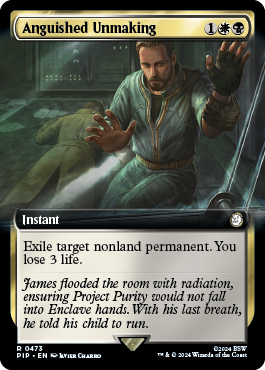 Anguished Unmaking 1
Instant
Exile target nonland permanent. You
lose 3 life.
James flooded the room with radiation,
ensuring Project Purity would not fall
into Enclave hands. With his last breath,
he told his child to run.
R 0473
PIP • EN Javier Charro
©2024 BSW
™ & © 2024 Wizards of the Coast